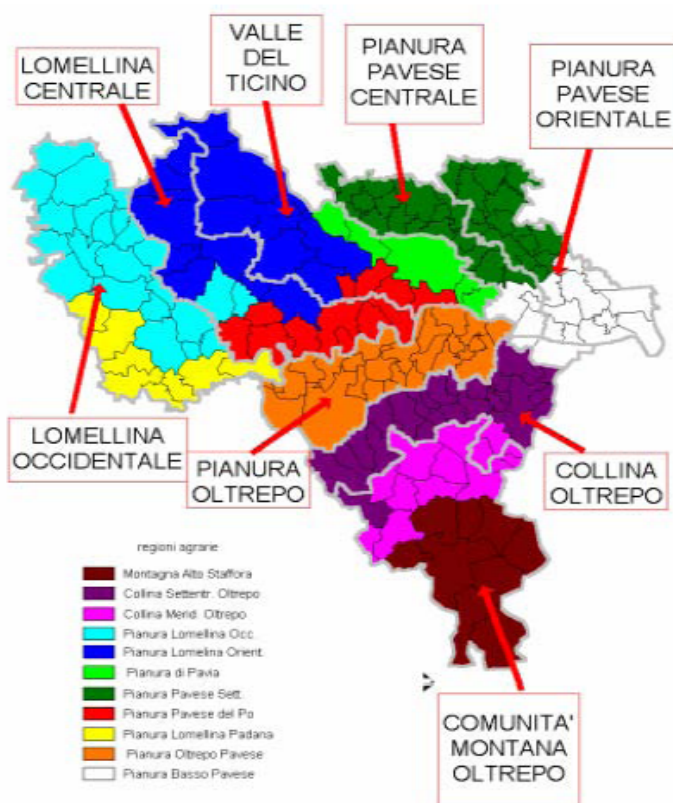 LOMELLINA
CENTRALE
VALLE
DEL
TICINO
PIANURA
PAVESE
CENTRALE
PIANURA
PAVESE
ORIENTALE
LOMELLINA
OCCIDENTALE
PIANURA
OLTREPO
COLLINA
OLTREPO
COMUNITA'
MONTANA
OLTREPO
regioni agrarie
Montagna Alto Staffora
Collina Settentr. Oltrepo
Collina Merid. Oltrepo
Pianura Lomellina Occ.
Pianura Lomelina Orient.
Pianura di Pavia
Pianura Pavese Sett.
Pianura Pavese del Po
Pianura Lomellina Padana
Pianura Oltrepo Pavese
Pianura Basso Pavese